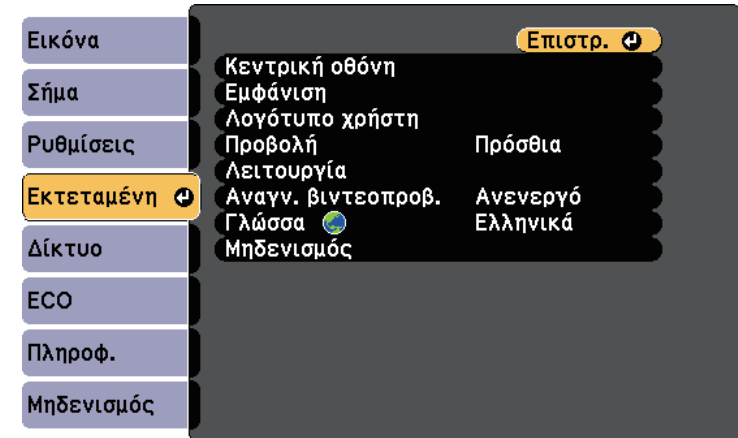 Εικόνα
Σήμα
Ρυθμίσεις
Εκτεταμένη
Δίκτυο
ECO
Πληροφ.
Μηδενισμός
Επιστρ.
Κεντρική οθόνη
Εμφάνιση
Λογότυπο χρήστη
Προβολή Πρόσθια
Λειτουργία
Αναγν. βιντεοπροβ. Ανενεργό
Γλώσσα Ελληνικά
Μηδενισμός